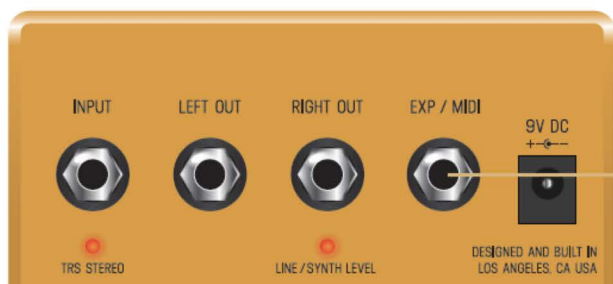 INPUT
LEFT OUT
RIGHT OUT
EXP / MIDI
9V DC
TRS STEREO
LINE / SYNTH LEVEL
DESIGNED AND BUILT IN
LOS ANGELES, CA USA